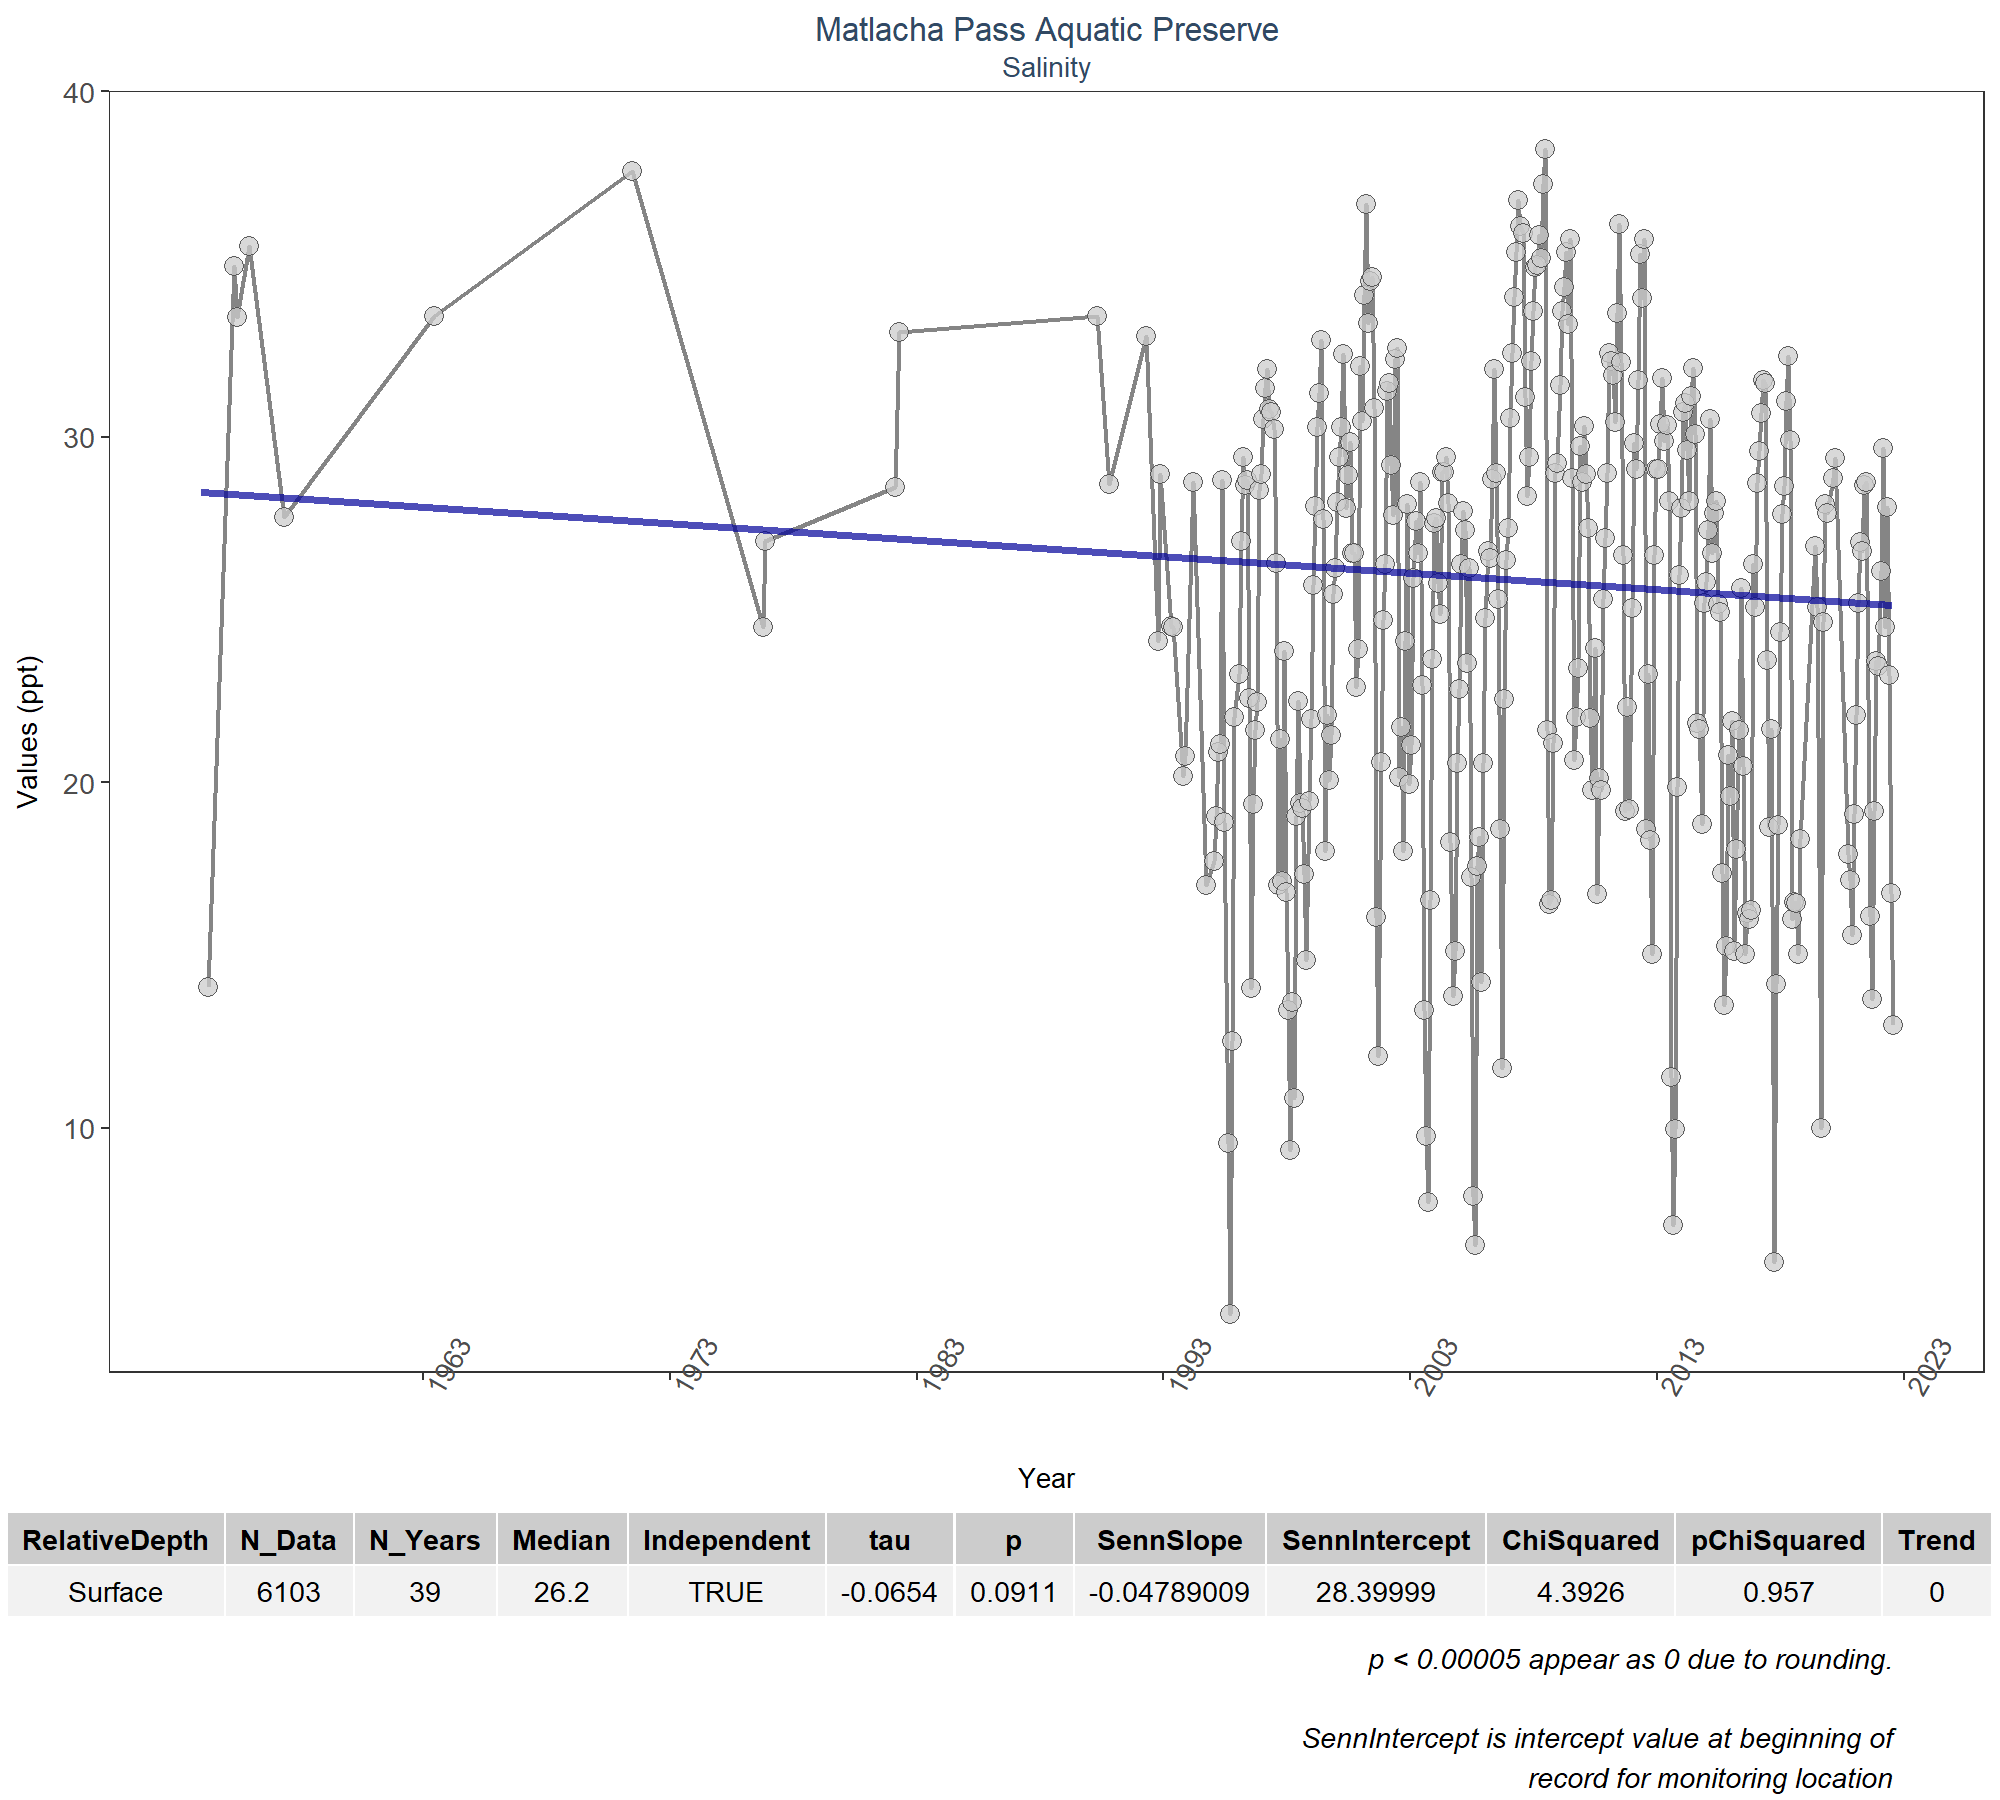 Matlacha Pass Aquatic Preserve
Salinity
40
30
20
10
Values (ppt)
1963 1973 1983 1993 2003 2013 2023
Year
RelativeDepth N_Data N_Years Median Independent tau p SennSlope SennIntercept ChiSquared pChiSquared Trend
Surface 6103 39 26.2 TRUE -0.0654 0.0911 -0.04789009 28.39999 4.3926 0.957 0
p < 0.00005 appear as 0 due to rounding.
SennIntercept is intercept value at beginning of
record for monitoring location